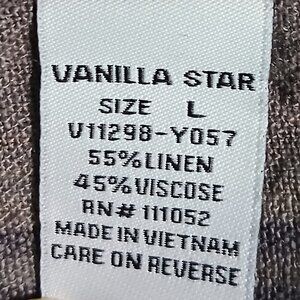 VANILLA STAR
SIZE L
V11298-Y057
55%LINEN
45%VISCOSE
RN# 111052
MADE IN VIETNAM
CARE ON REVERSE